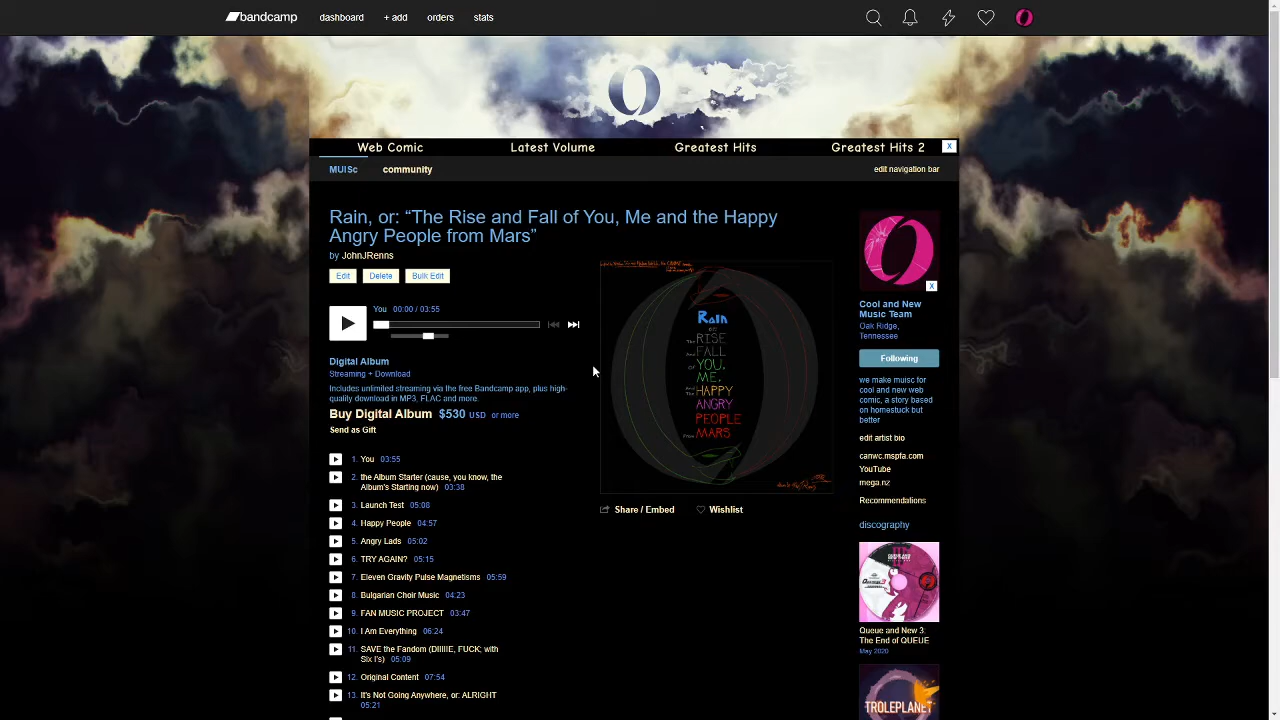 bandcamp dashboard + add orders stats
Web Comic Latest Volume Greatest Hits Greatest Hits 2 X
MUISc community edit navigation bar
Rain, or: “The Rise and Fall of You, Me and the Happy
Angry People from Mars”
by JohnJRenns
Edit Delete Bulk Edit
You 00:00 / 03:55
Digital Album
Streaming + Download
Includes unlimited streaming via the free Bandcamp app, plus high-
quality download in MP3, FLAC and more.
Buy Digital Album $530 USD or more
Send as Gift
1. You 03:55
2. the Album Starter (cause, you know, the
Album's Starting now) 03:38
3. Launch Test 05:08
4. Happy People 04:57
5. Angry Lads 05:02
6. TRY AGAIN? 05:15
7. Eleven Gravity Pulse Magnetisms 05:59
8. Bulgarian Choir Music 04:23
9. FAN MUSIC PROJECT 03:47
10. I Am Everything 06:24
11. SAVE the Fandom (DIIIIIE, FUCK; with
Six I's) 05:09
12. Original Content 07:54
13. It's Not Going Anywhere, or: ALRIGHT
05:21
Rain
or
The RISE
and FALL
of YOU,
ME,
and The HAPPY
ANGRY
PEOPLE
from MARS
Share / Embed Wishlist
X
Cool and New
Music Team
Oak Ridge,
Tennessee
Following
we make muisc for
cool and new web
comic, a story based
on homestuck but
better
edit artist bio
canwc.mspfa.com
YouTube
mega.nz
Recommendations
discography
Queue and New 3:
The End of QUEUE
May 2020
TROLEPLANET